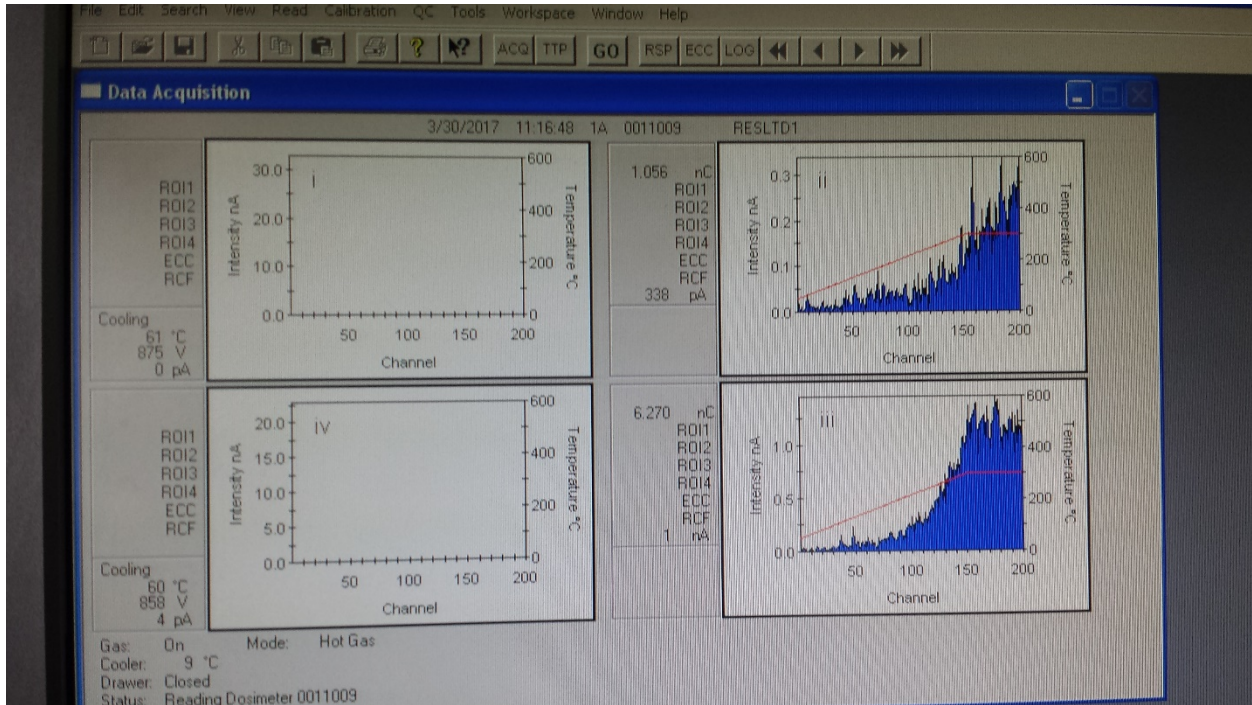 File Edit Search View Read Calibration QC Tools Workspace Window Help
ACQ TTP GO RSP ECC LOG
Data Acquisition
3/30/2017 11:16:48 1A 0011009 RESLTD1
ROI1
ROI2
ROI3
ROI4
ECC
RCF
Cooling
61 °C
875 V
0 pA
i
Intensity nA
30.0
20.0
10.0
0.0
50 100 150 200
Channel
600
400
200
0
Temperature °C
1.056 nC
ROI1
ROI2
ROI3
ROI4
ECC
RCF
338 pA
ii
Intensity nA
0.3
0.2
0.1
0.0
50 100 150 200
Channel
600
400
200
0
Temperature °C
ROI1
ROI2
ROI3
ROI4
ECC
RCF
Cooling
60 °C
858 V
4 pA
iv
Intensity nA
20.0
15.0
10.0
5.0
0.0
50 100 150 200
Channel
600
400
200
0
Temperature °C
6.270 nC
ROI1
ROI2
ROI3
ROI4
ECC
RCF
1 nA
iii
Intensity nA
1.0
0.5
0.0
50 100 150 200
Channel
600
400
200
0
Temperature °C
Gas: On Mode: Hot Gas
Cooler: 9 °C
Drawer: Closed
Status: Reading Dosimeter 0011009